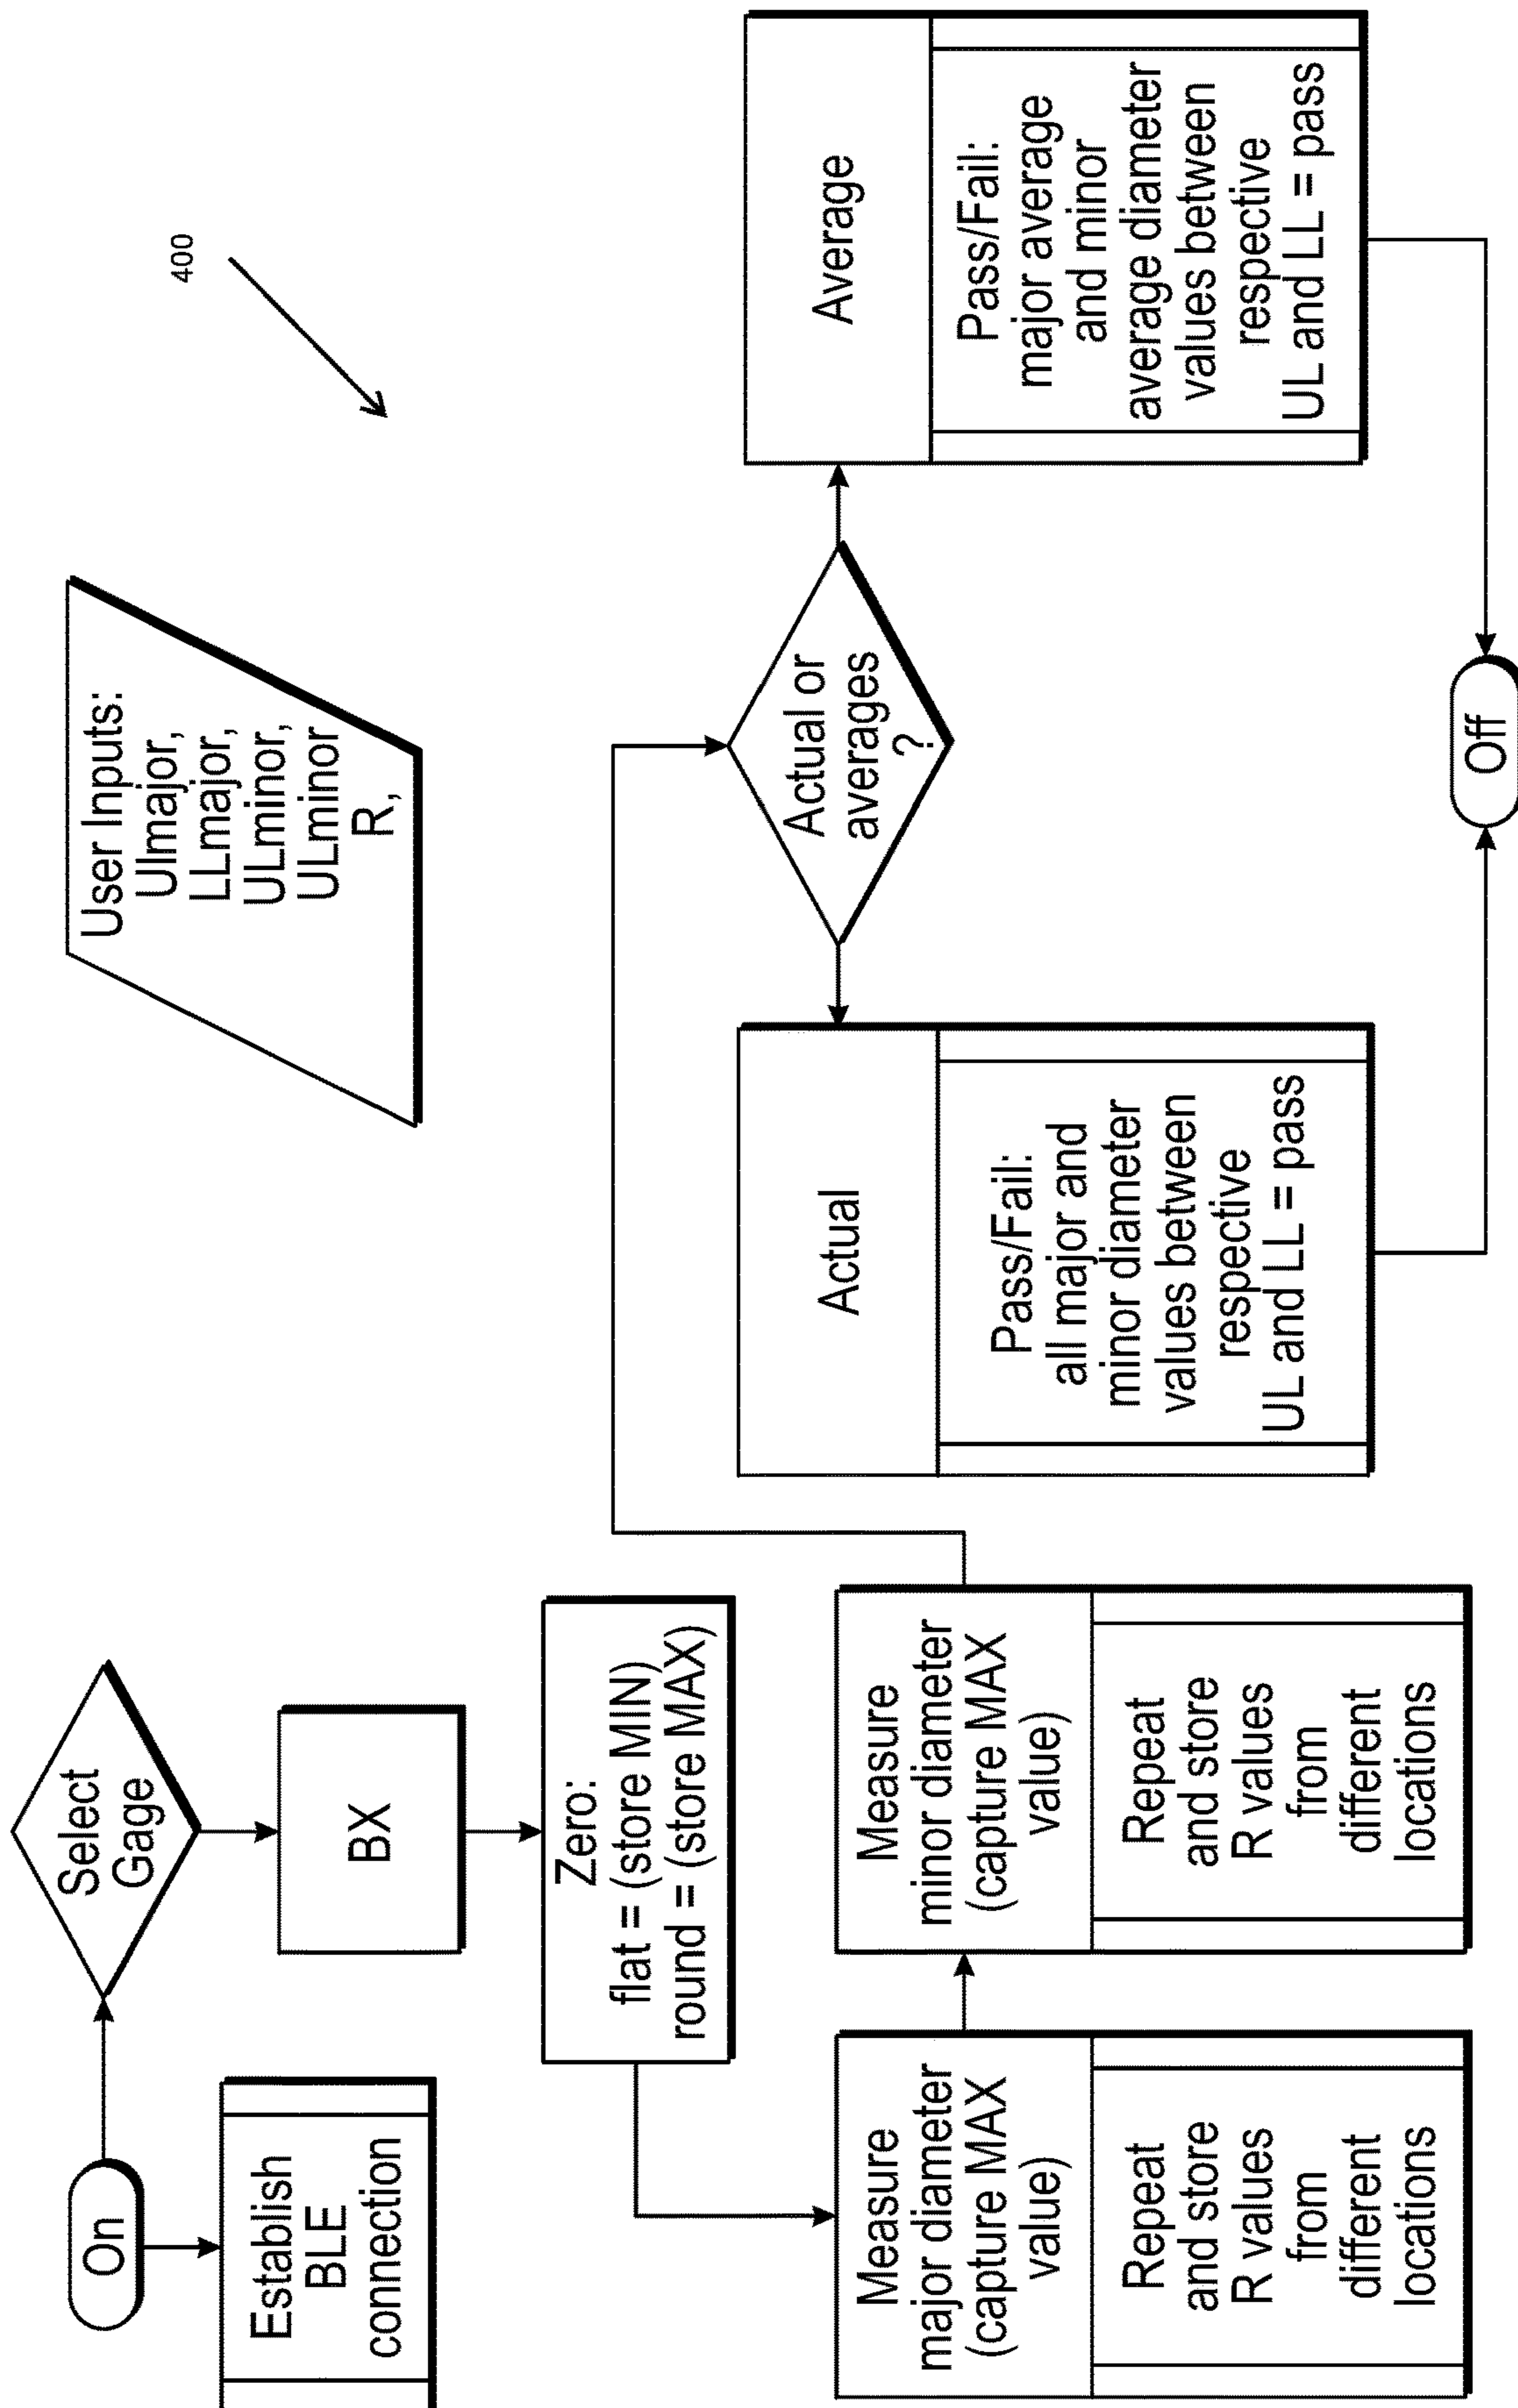 On
Establish
BLE
connection
Select
Gage
BX
Zero:
flat = (store MIN)
round = (store MAX)
Measure
major diameter
(capture MAX
value)
Repeat
and store
R values
from
different
locations
Measure
minor diameter
(capture MAX
value)
Repeat
and store
R values
from
different
locations
User Inputs:
Ulmajor,
LLmajor,
ULminor,
ULminor
R,
400
Actual or
averages
?
Actual
Pass/Fail:
all major and
minor diameter
values between
respective
UL and LL = pass
Average
Pass/Fail:
major average
and minor
average diameter
values between
respective
UL and LL = pass
Off